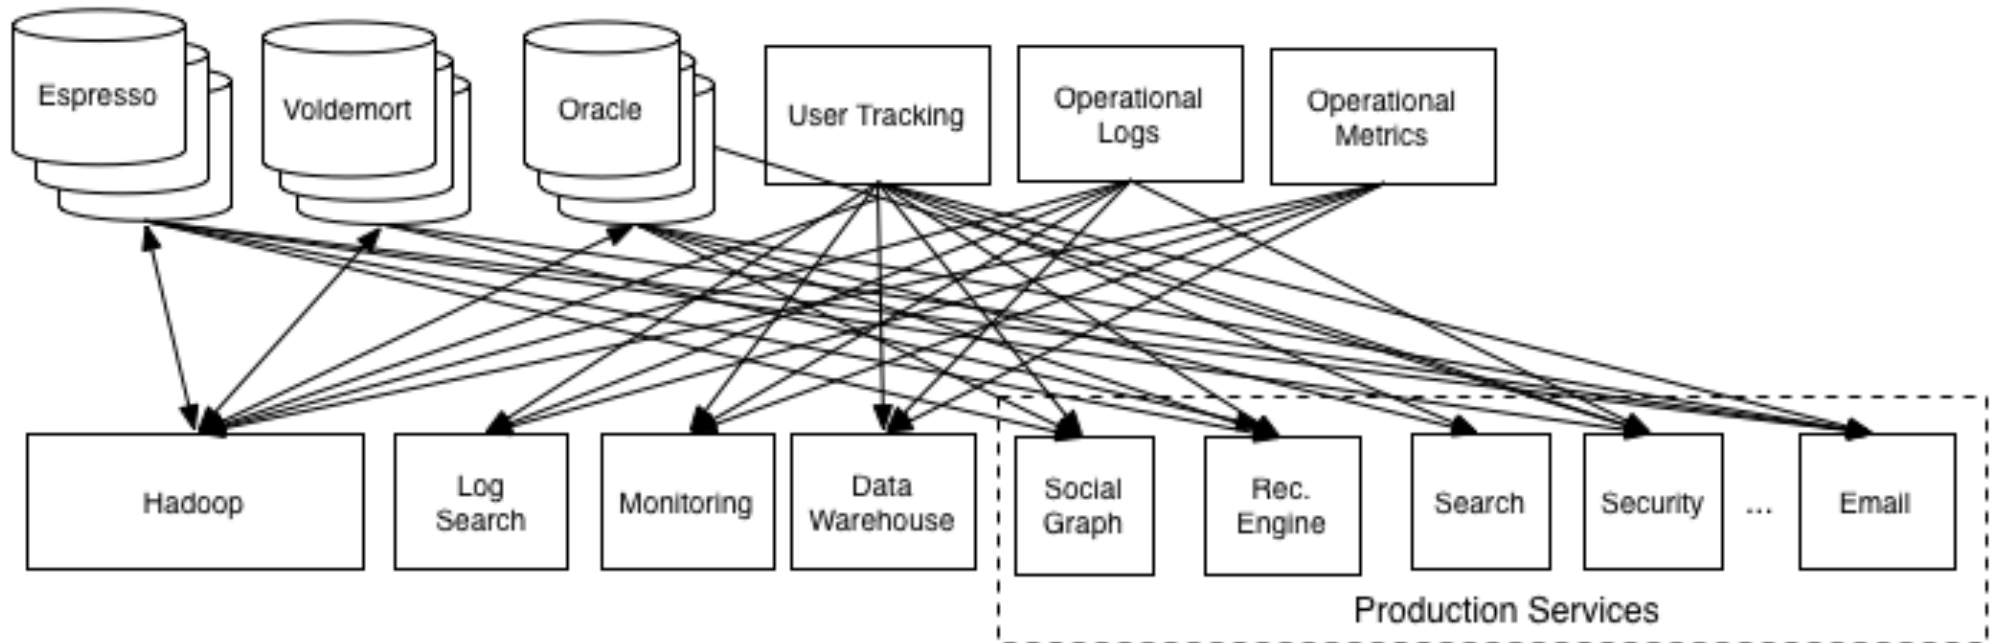 Espresso
Voldemort
Oracle
User Tracking
Operational
Logs
Operational
Metrics
Hadoop
Log
Search
Monitoring
Data
Warehouse
Social
Graph
Rec.
Engine
Search
Security
...
Email
Production Services